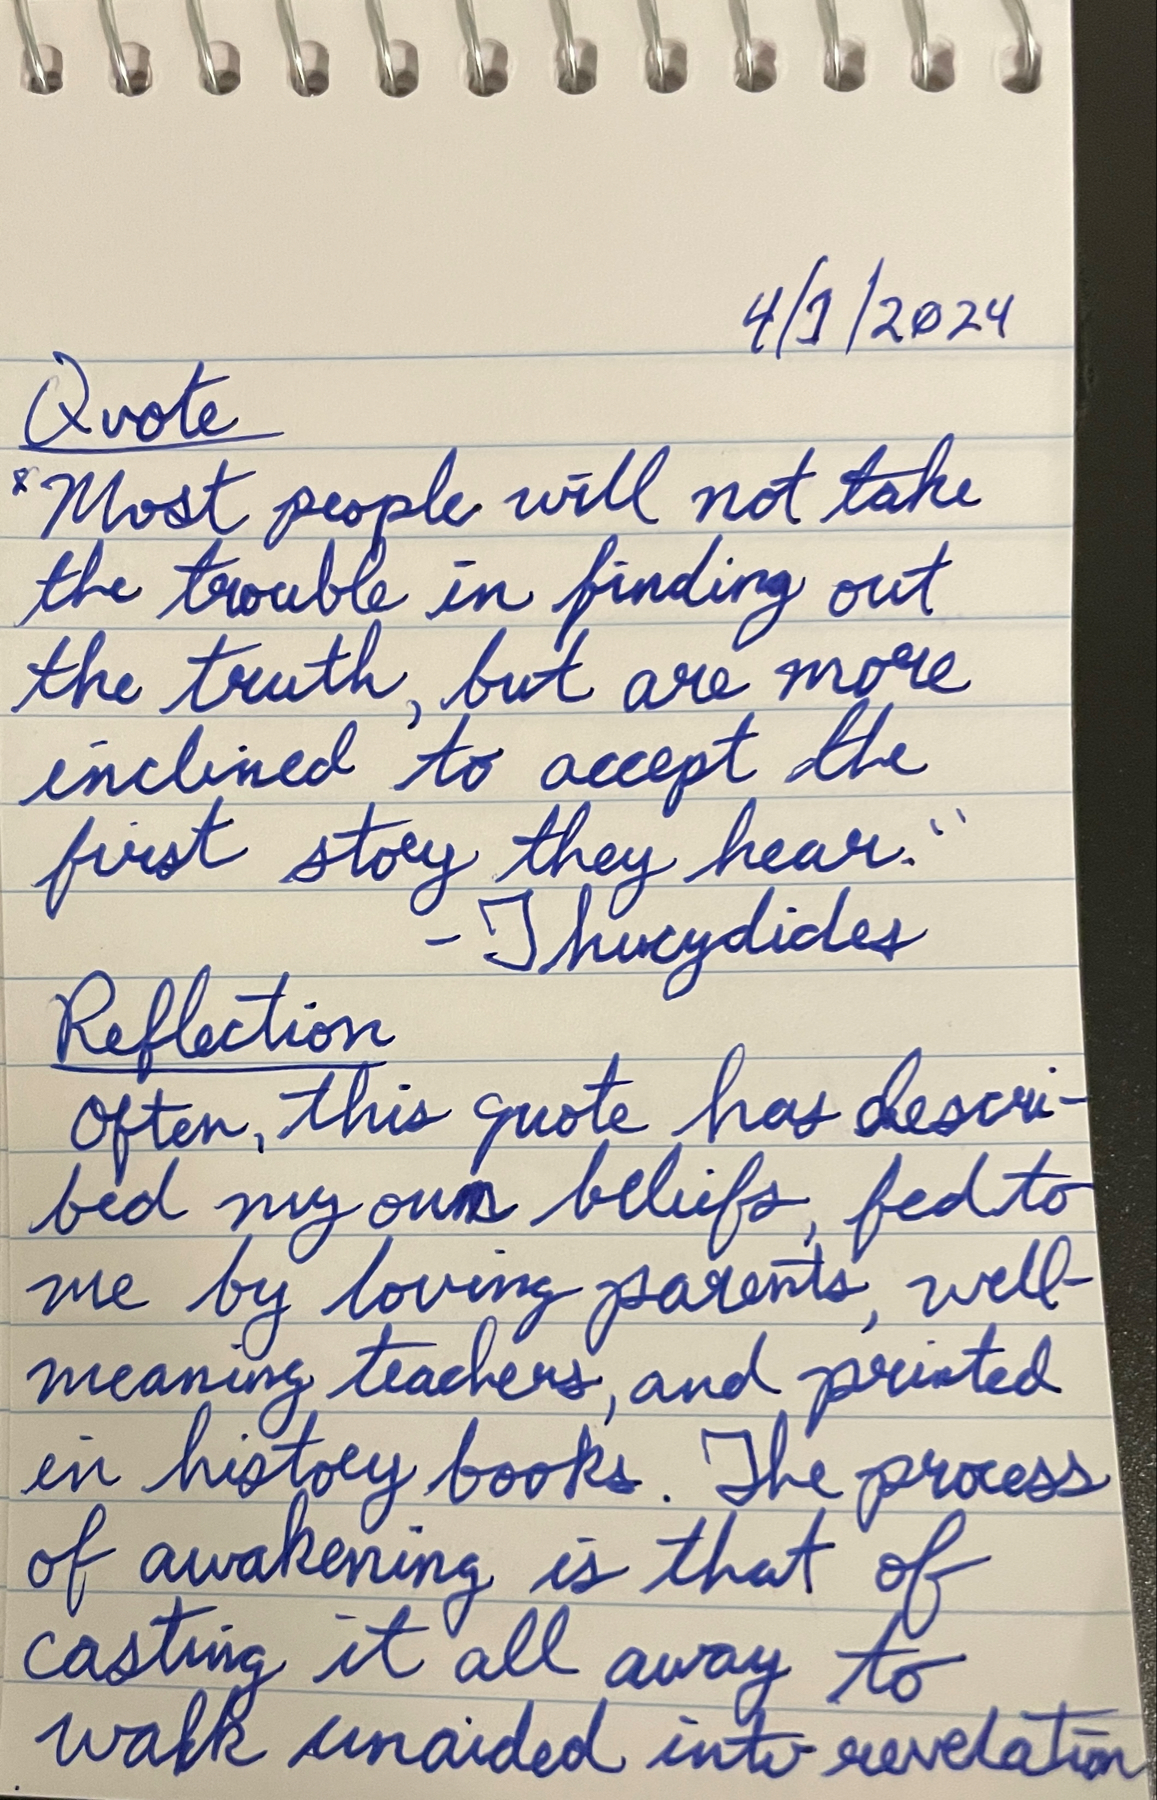 4/1/2024
Quote
"Most people will not take
the trouble in finding out
the truth, but are more
inclined to accept the
first story they hear."
-Thucydides
Reflection
Often, this quote has descri-
bed my own beliefs, fed to
me by loving parents, well-
meaning teachers, and printed
in history books. The process
of awakening is that of
casting it all away to
walk unaided into revelation